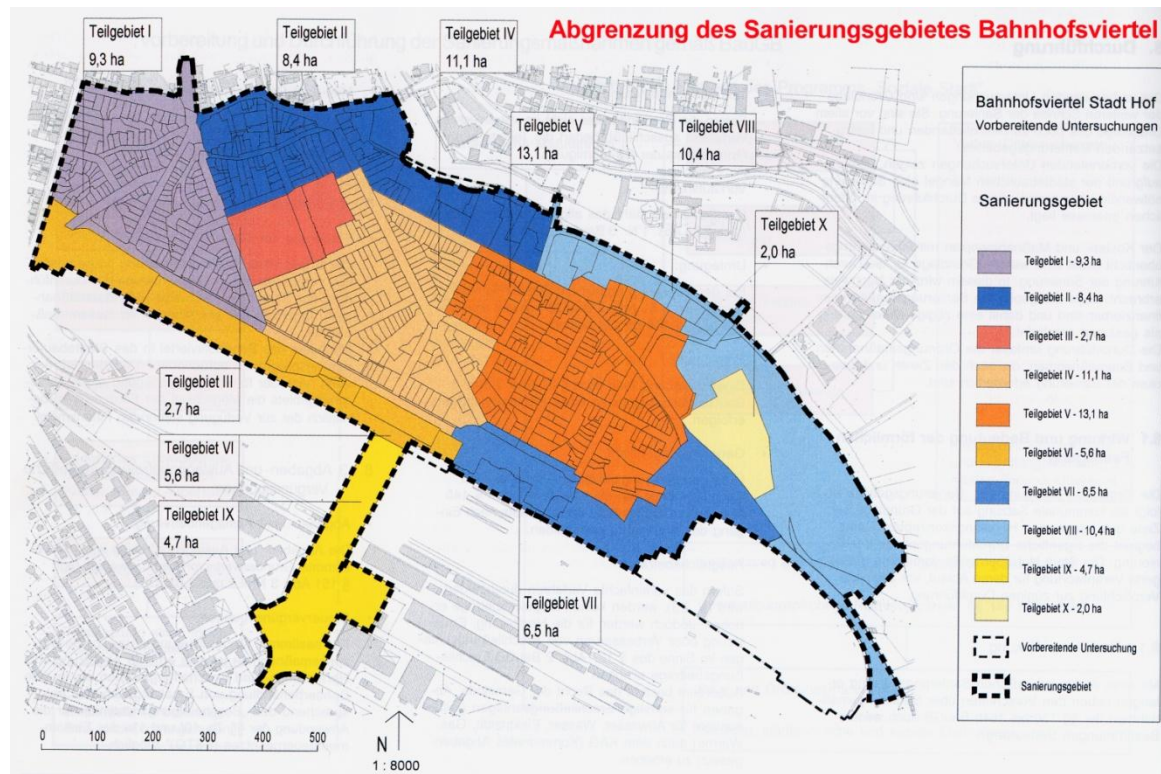 Abgrenzung des Sanierungsgebietes Bahnhofsviertel
Teilgebiet I
9,3 ha
Teilgebiet II
8,4 ha
Teilgebiet IV
11,1 ha
Teilgebiet V
13,1 ha
Teilgebiet VIII
10,4 ha
Teilgebiet X
2,0 ha
Teilgebiet III
2,7 ha
Teilgebiet VI
5,6 ha
Teilgebiet IX
4,7 ha
Teilgebiet VII
6,5 ha
Bahnhofsviertel Stadt Hof
Vorbereitende Untersuchungen
Sanierungsgebiet
Teilgebiet I - 9,3 ha
Teilgebiet II - 8,4 ha
Teilgebiet III - 2,7 ha
Teilgebiet IV - 11,1 ha
Teilgebiet V - 13,1 ha
Teilgebiet VI - 5,6 ha
Teilgebiet VII - 6,5 ha
Teilgebiet VIII - 10,4 ha
Teilgebiet IX - 4,7 ha
Teilgebiet X - 2,0 ha
Vorbereitende Untersuchung
Sanierungsgebiet
0 100 200 300 400 500
N
1 : 8000